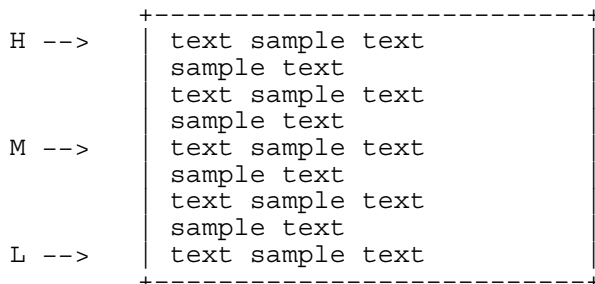 +---------------------------+
H -->     | text sample text          |
| sample text               |
| text sample text          |
| sample text               |
M -->     | text sample text          |
| sample text               |
| text sample text          |
| sample text               |
L -->     | text sample text          |
+---------------------------+